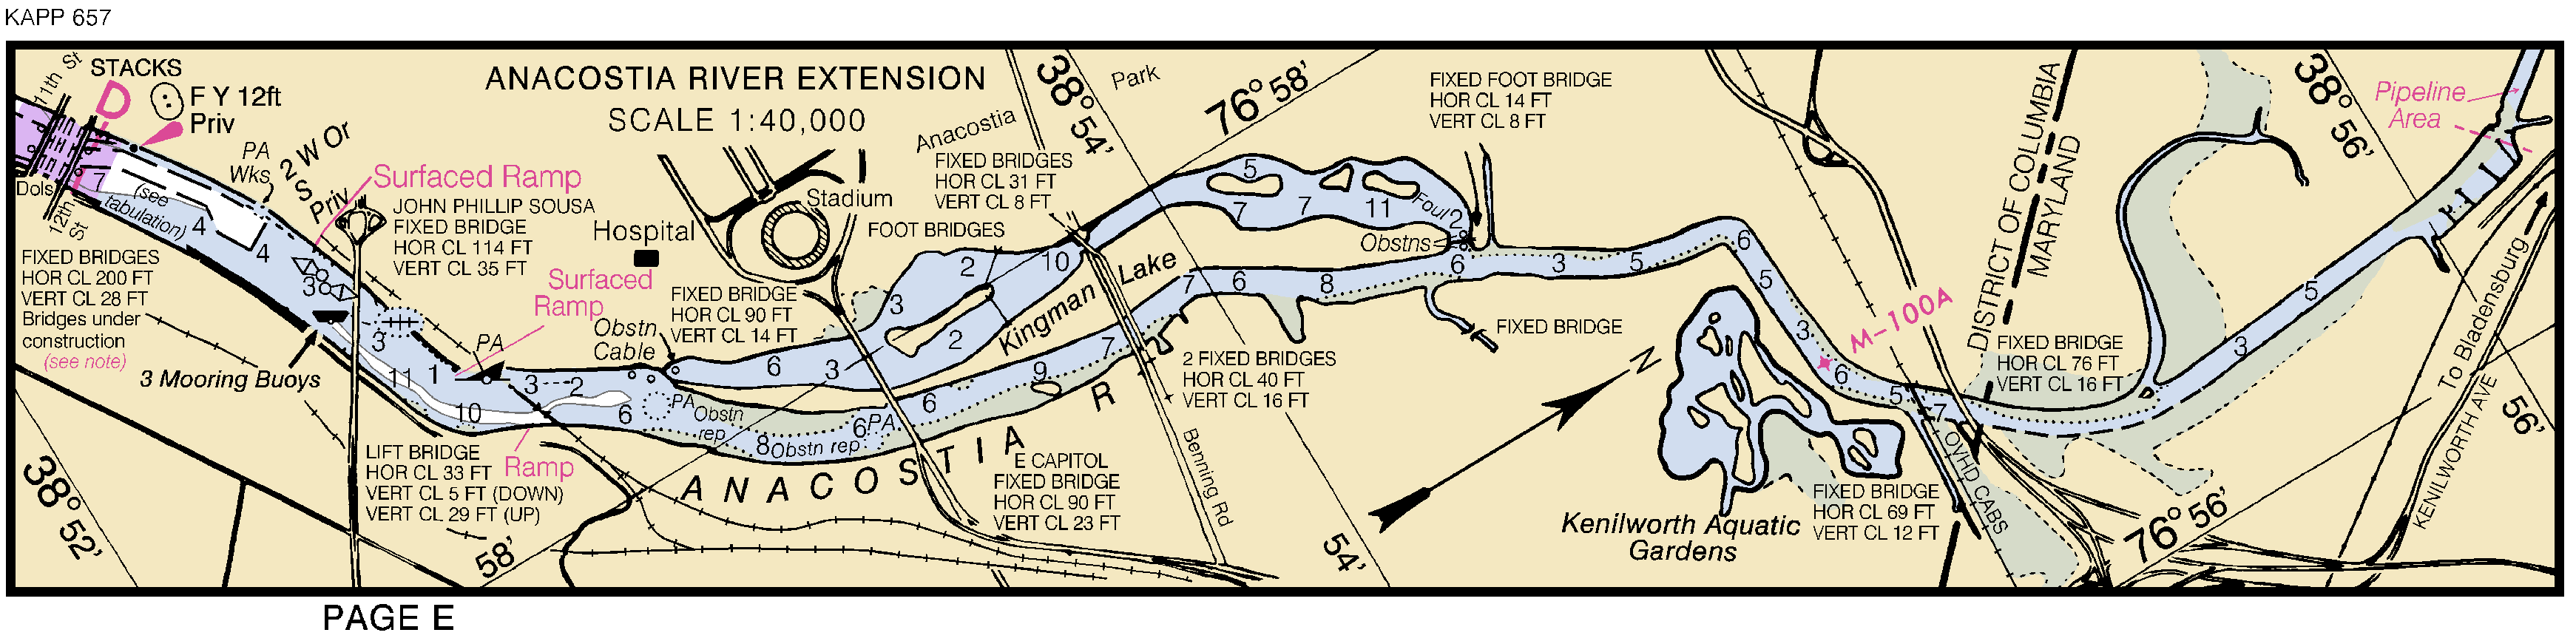 KAPP 657
11th St
STACKS
D
F Y 12ft
Priv
ANACOSTIA RIVER EXTENSION
SCALE 1:40,000
PA
Wks
2 W Or
S
Priv
Surfaced Ramp
7
(see
tabulation)
Dols
12th
St
4
4
FIXED BRIDGES
HOR CL 200 FT
VERT CL 28 FT
Bridges under
construction
(see note)
3 Mooring Buoys
JOHN PHILLIP SOUSA
FIXED BRIDGE
HOR CL 114 FT
VERT CL 35 FT
38
3
11
1
10
PA
Surfaced
Ramp
3
2
6
Hospital
Stadium
FIXED BRIDGE
HOR CL 90 FT
VERT CL 14 FT
Obstn
Cable
FOOT BRIDGES
Anacostia
Park
FIXED BRIDGES
HOR CL 31 FT
VERT CL 8 FT
38° 54'
76° 58'
LIFT BRIDGE
HOR CL 33 FT
VERT CL 5 FT (DOWN)
VERT CL 29 FT (UP)
Ramp
PA
Obstn
rep
8
Obstn rep
6
PA
6
3
3
2
2
10
Kingman Lake
6
9
7
7
6
8
ANACOSTIA R
E CAPITOL
FIXED BRIDGE
HOR CL 90 FT
VERT CL 23 FT
Benning Rd
2 FIXED BRIDGES
HOR CL 40 FT
VERT CL 16 FT
5
7
7
11
Foul
2
Obstns
6
FIXED FOOT BRIDGE
HOR CL 14 FT
VERT CL 8 FT
FIXED BRIDGE
3
5
6
5
3
6
5
7
N
M-100A
Kenilworth Aquatic
Gardens
FIXED BRIDGE
HOR CL 69 FT
VERT CL 12 FT
OVHD CABS
DISTRICT OF COLUMBIA
MARYLAND
FIXED BRIDGE
HOR CL 76 FT
VERT CL 16 FT
3
5
38° 56'
Pipeline
Area
To Bladensburg
KENILWORTH AVE
56'
76° 56'
54'
58'
38° 52'
PAGE E